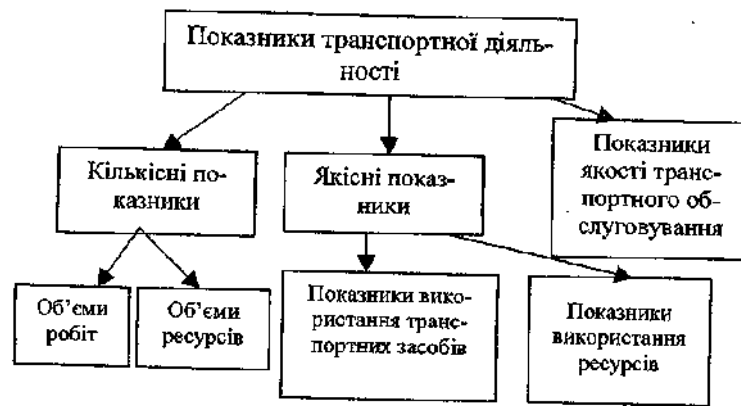 Показники транспортної діяль-
ності
Кількісні по-
казники
Якісні показ-
ники
Показники
якості транс-
портного об-
слуговування
Об’єми
робіт
Об’єми
ресурсів
Показники вико-
ристання транс-
портних засобів
Показники
використання
ресурсів